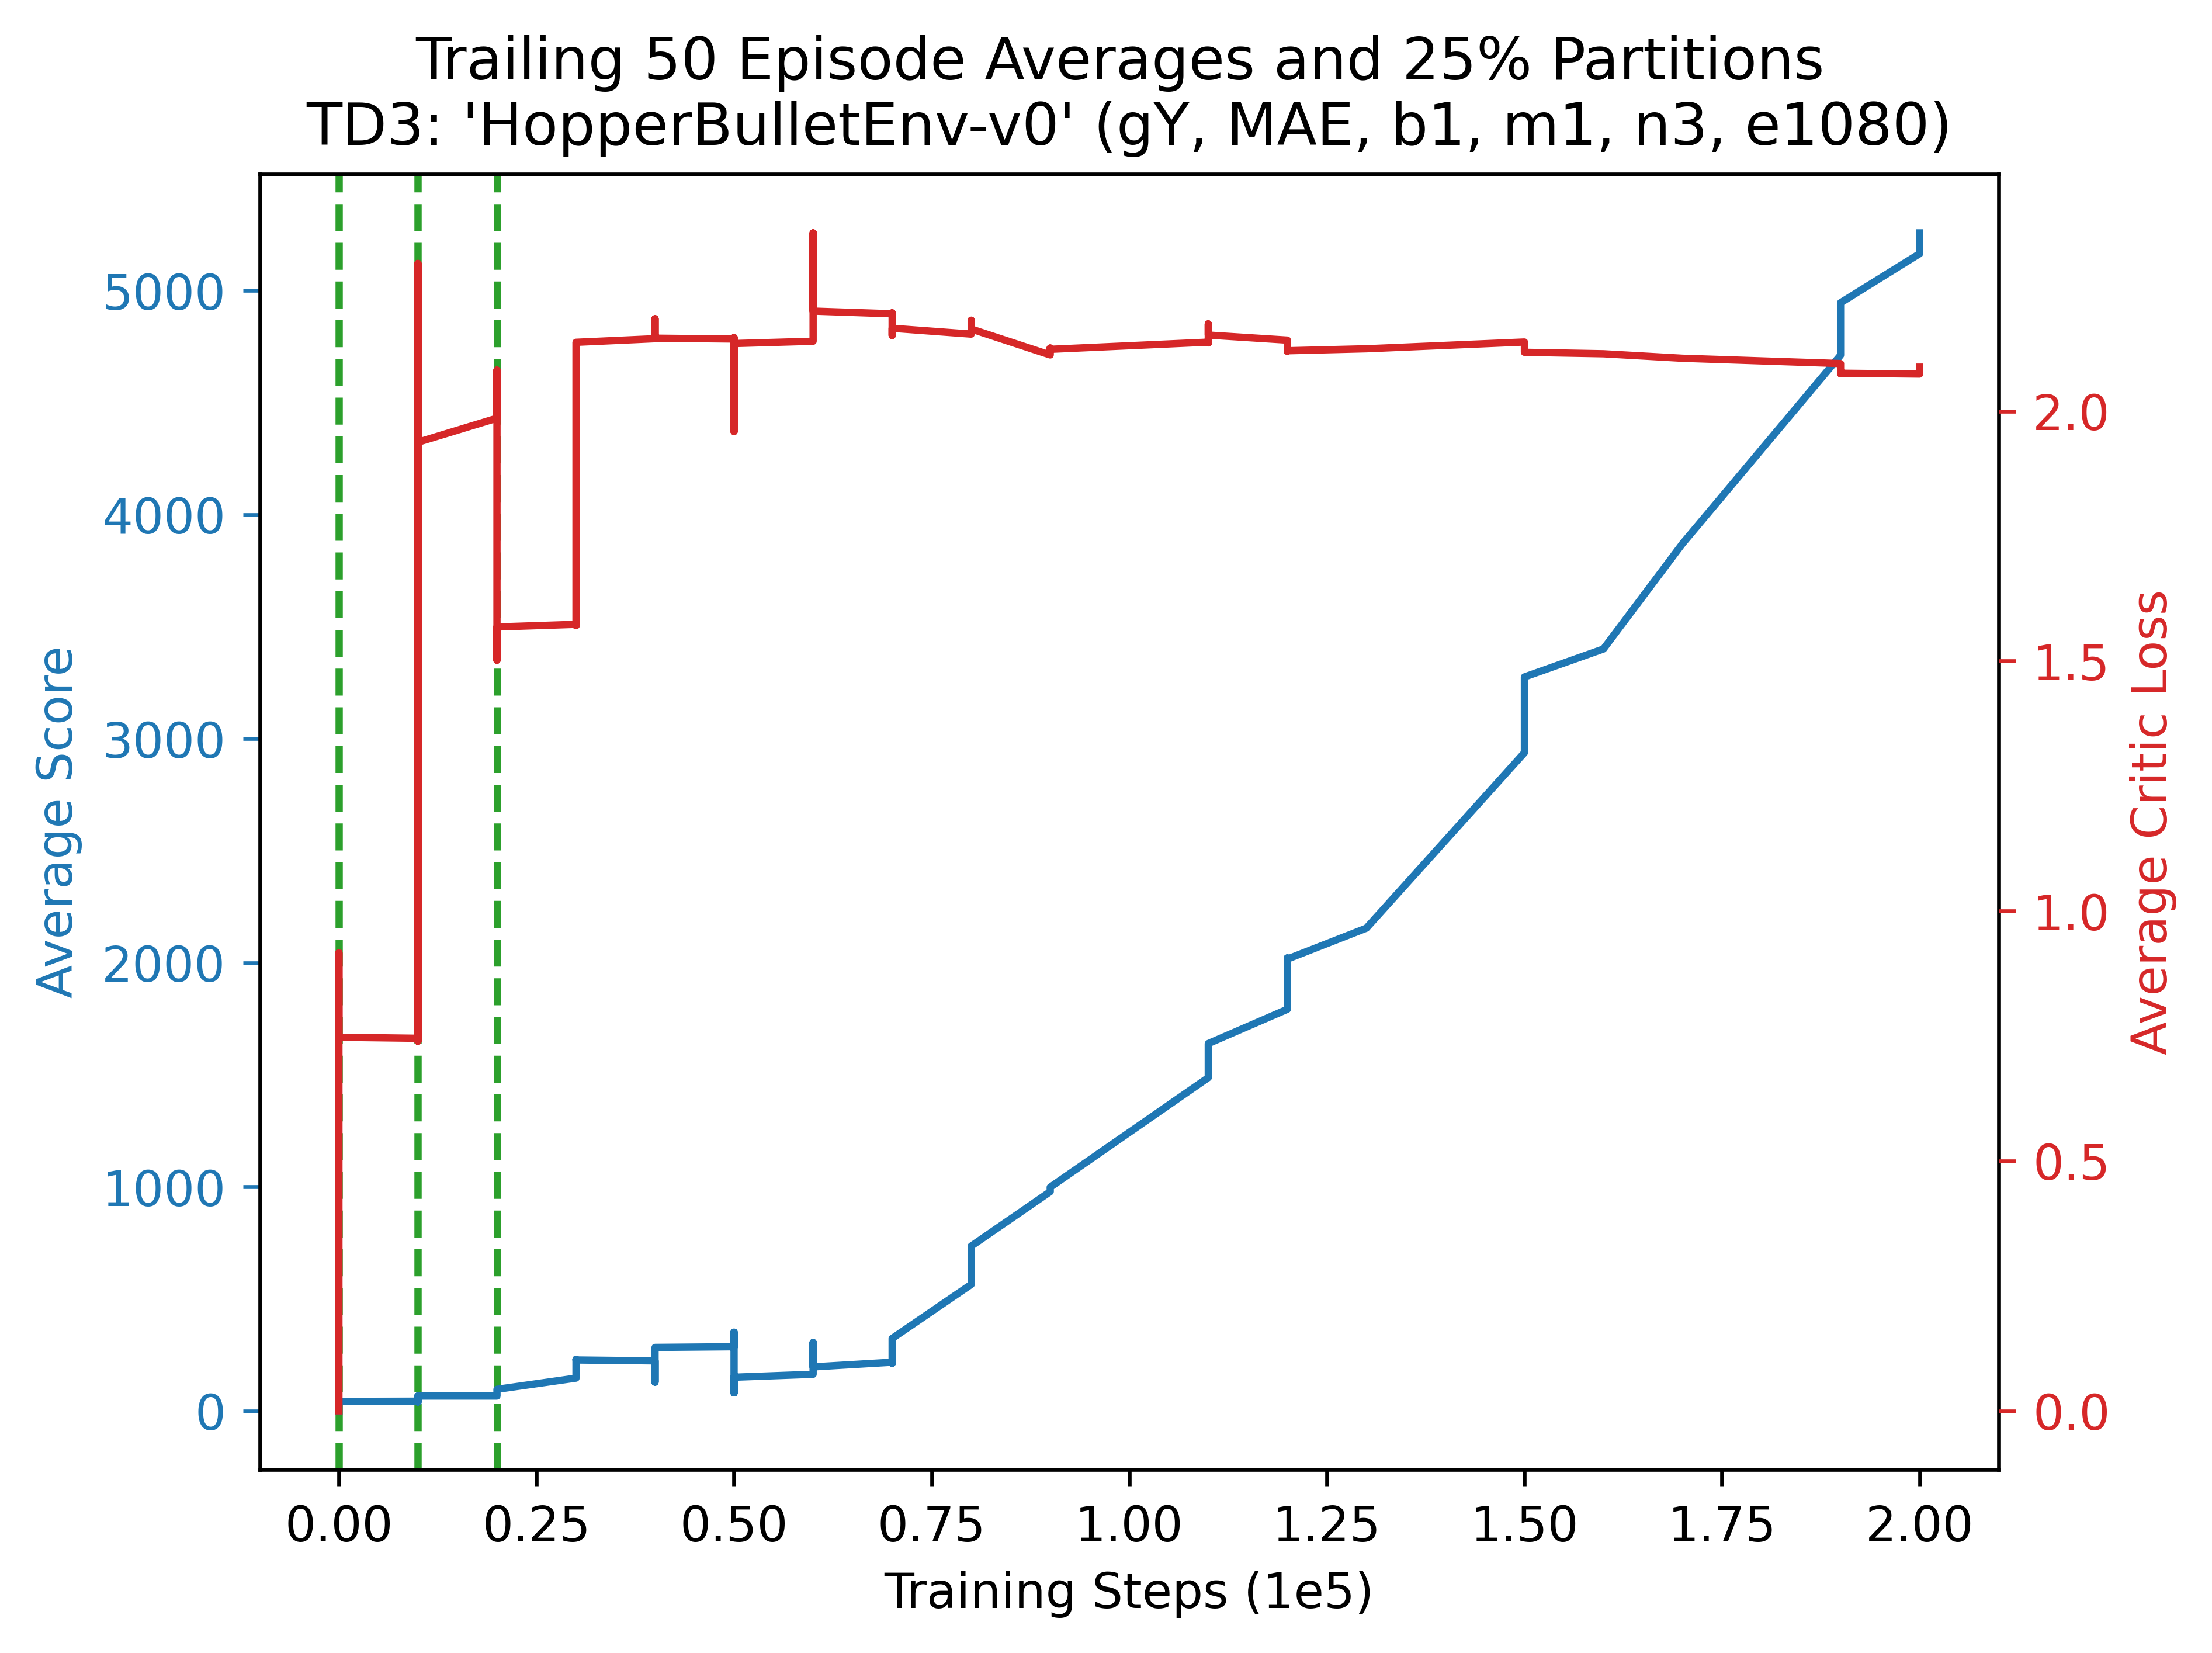 Trailing 50 Episode Averages and 25% Partitions
TD3: 'HopperBulletEnv-v0' (gY, MAE, b1, m1, n3, e1080)
Average Score
5000
4000
3000
2000
1000
0
2.0
1.5
1.0
0.5
0.0
Average Critic Loss
0.00 0.25 0.50 0.75 1.00 1.25 1.50 1.75 2.00
Training Steps (1e5)